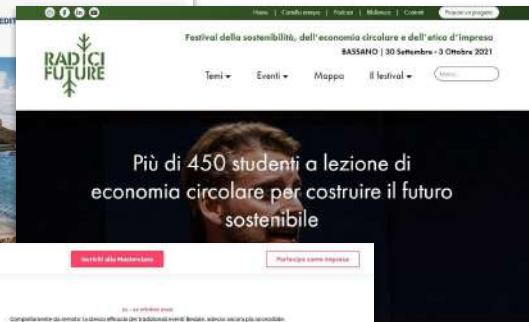 EDIT
Home | Contatti | Podcast | Biblioteca | Contatti
RADICI
FUTURE
Festival della sostenibilità, dell'economia circolare e dell'etica d'impresa
BASSANO | 30 Settembre - 3 Ottobre 2021
Temi Eventi Mappa Il festival
Più di 450 studenti a lezione di
economia circolare per costruire il futuro
sostenibile
Iscriviti alla Masterclass Partecipa come impresa